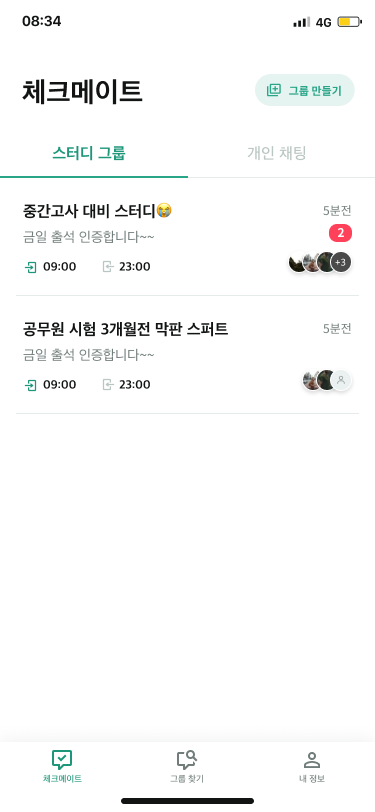 08:34
4G
체크메이트
그룹 만들기
스터디 그룹
개인 채팅
중간고사 대비 스터디😭
5분전
금일 출석 인증합니다~~
2
09:00
23:00
+3
공무원 시험 3개월전 막판 스퍼트
5분전
금일 출석 인증합니다~~
09:00
23:00
체크메이트
그룹 찾기
내 정보